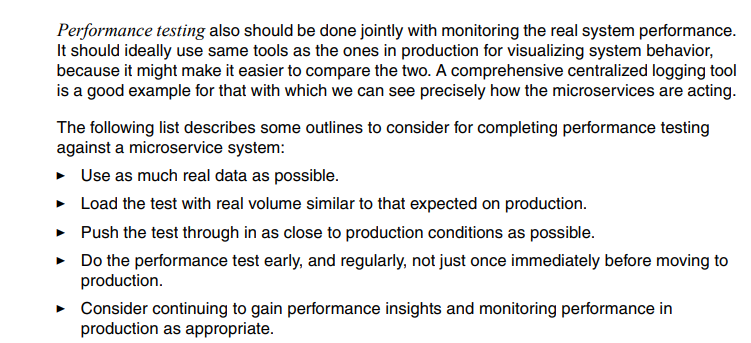 Performance testing also should be done jointly with monitoring the real system performance.
It should ideally use same tools as the ones in production for visualizing system behavior,
because it might make it easier to compare the two. A comprehensive centralized logging tool
is a good example for that with which we can see precisely how the microservices are acting.
The following list describes some outlines to consider for completing performance testing
against a microservice system:
► Use as much real data as possible.
► Load the test with real volume similar to that expected on production.
► Push the test through in as close to production conditions as possible.
► Do the performance test early, and regularly, not just once immediately before moving to
production.
► Consider continuing to gain performance insights and monitoring performance in
production as appropriate.